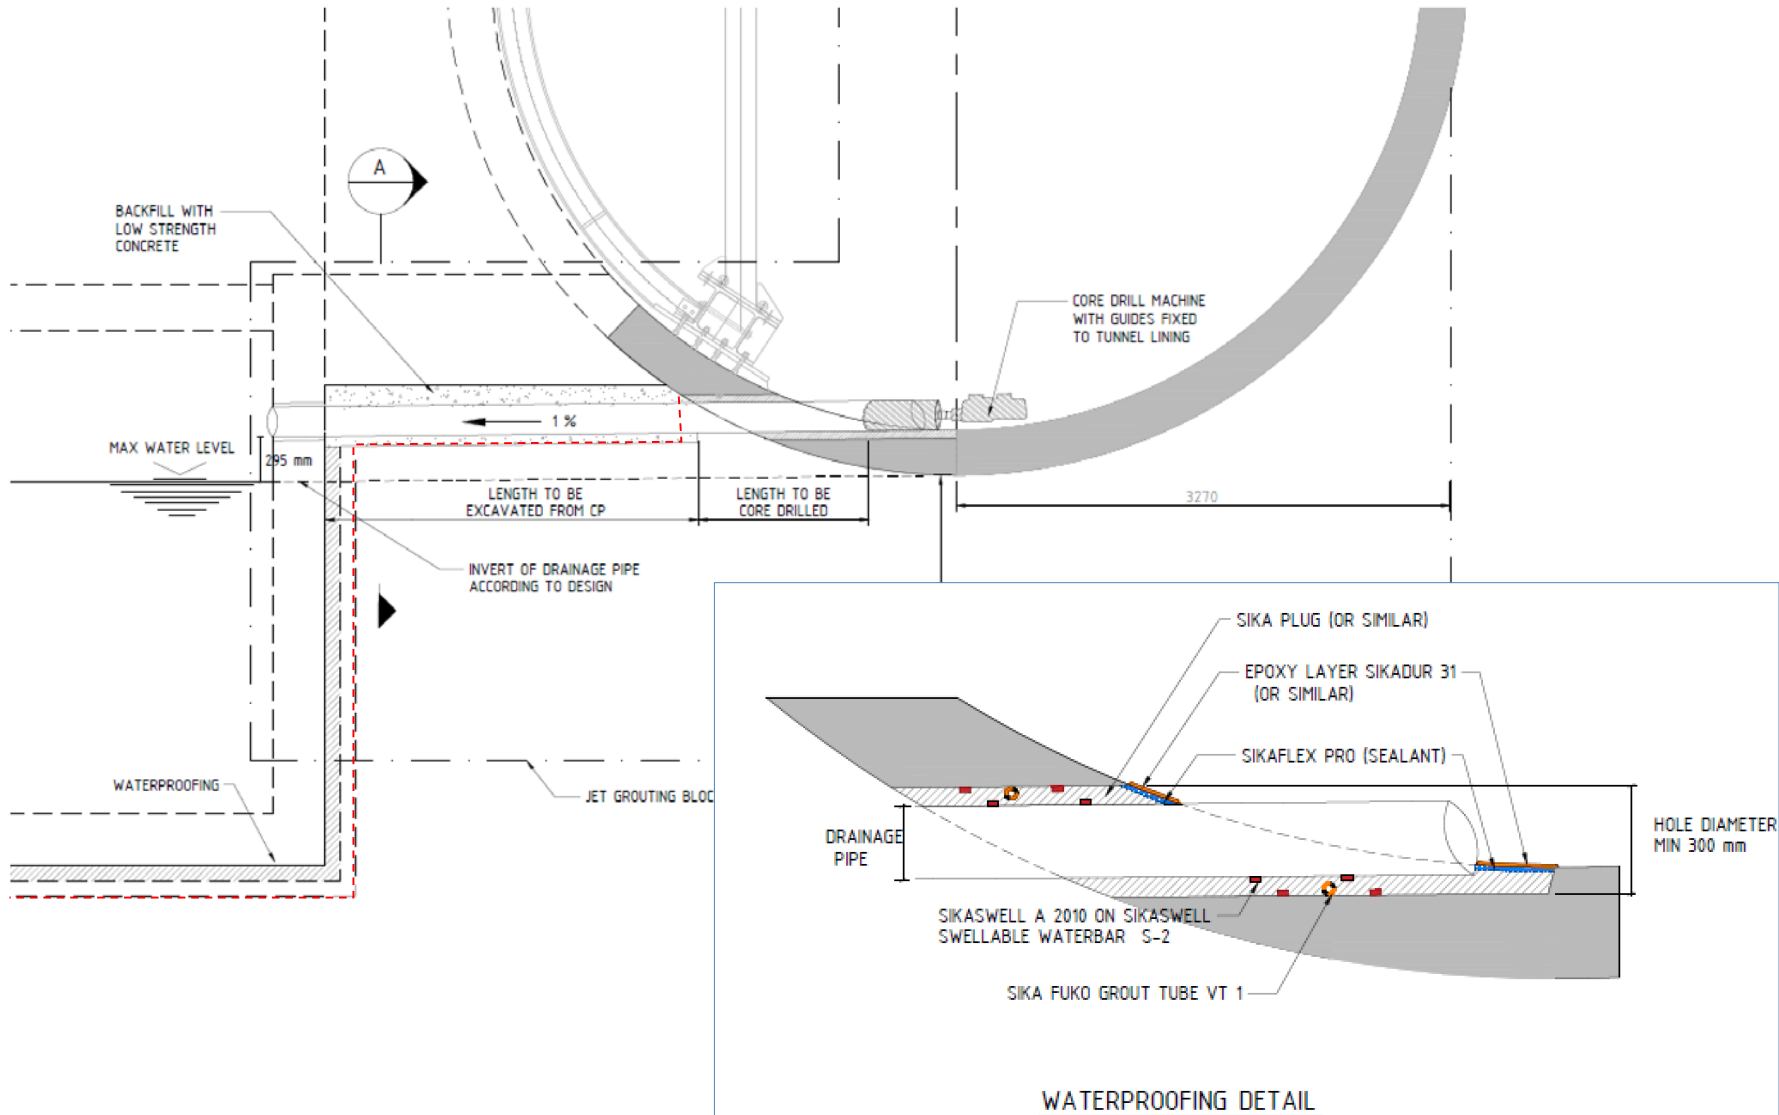 A
BACKFILL WITH
LOW STRENGTH
CONCRETE
CORE DRILL MACHINE
WITH GUIDES FIXED
TO TUNNEL LINING
1 %
MAX WATER LEVEL
295 mm
LENGTH TO BE
EXCAVATED FROM CP
LENGTH TO BE
CORE DRILLED
3270
INVERT OF DRAINAGE PIPE
ACCORDING TO DESIGN
WATERPROOFING
JET GROUTING BLOC
SIKA PLUG (OR SIMILAR)
EPOXY LAYER SIKADUR 31
(OR SIMILAR)
SIKAFLEX PRO (SEALANT)
DRAINAGE
PIPE
HOLE DIAMETER
MIN 300 mm
SIKASWELL A 2010 ON SIKASWELL
SWELLABLE WATERBAR S-2
SIKA FUKO GROUT TUBE VT 1
WATERPROOFING DETAIL